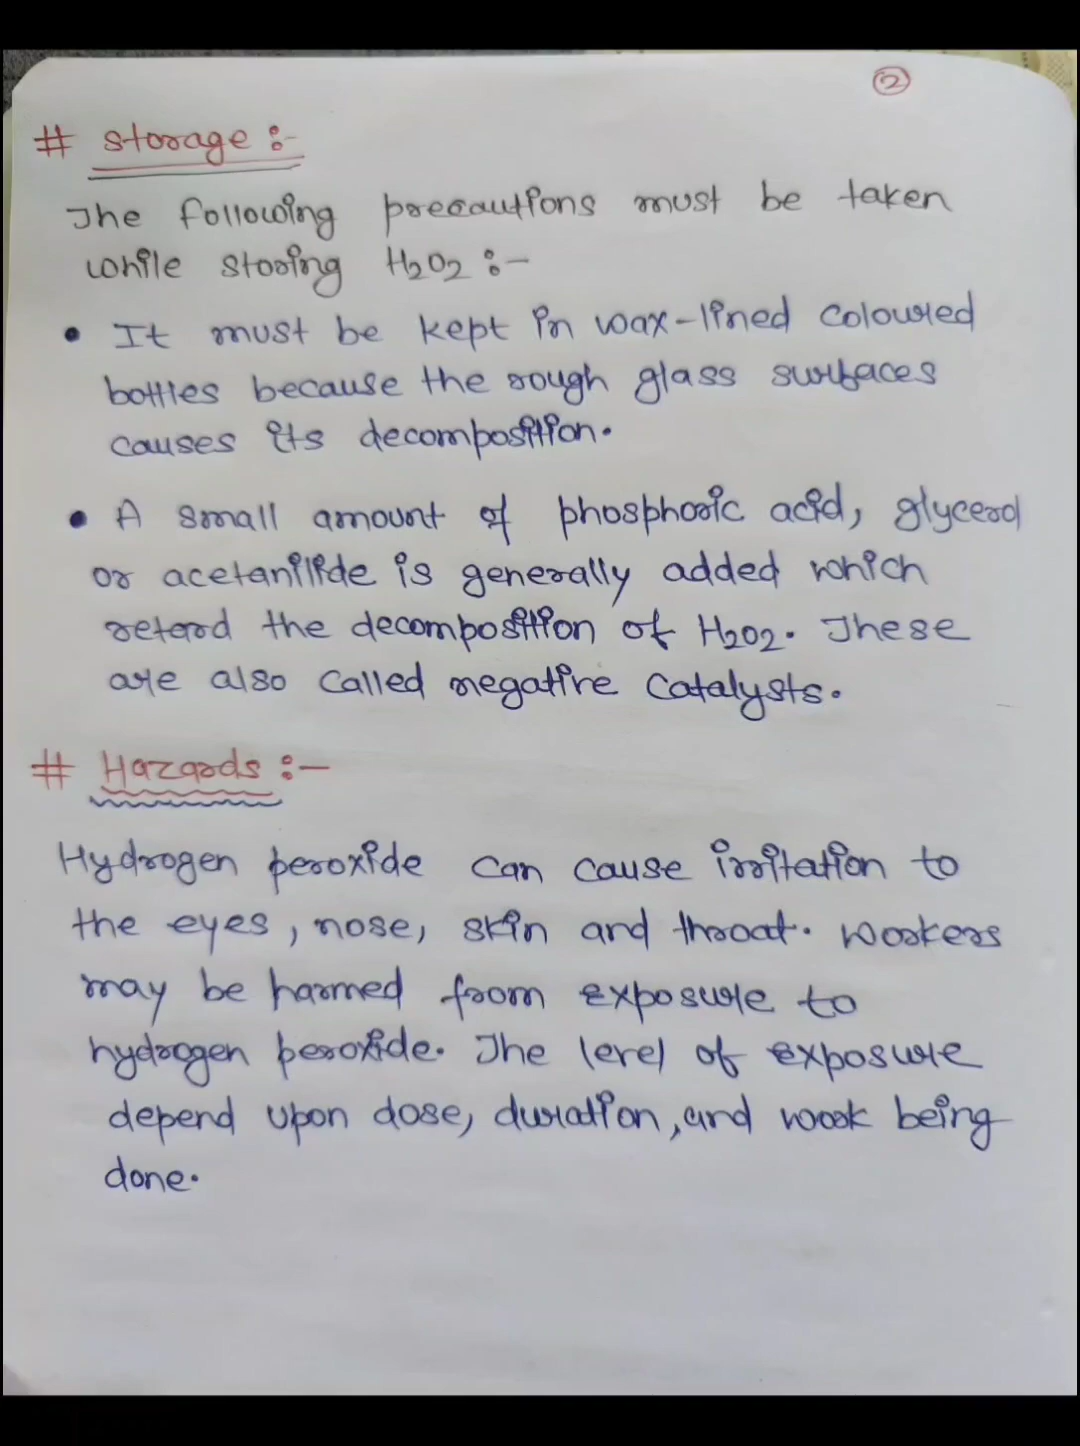 2
# Storage :-
The following precautions must be taken
while storing H2O2 :-
• It must be kept in wax-lined coloured
bottles because the rough glass surfaces
causes its decomposition.
• A small amount of phosphoric acid, glycerol
or acetanilide is generally added which
retard the decomposition of H2O2. These
are also called negative catalysts.
# Hazards :-
Hydrogen peroxide can cause irritation to
the eyes, nose, skin and throat. Workers
may be harmed from exposure to
hydrogen peroxide. The level of exposure
depend upon dose, duration, and work being
done.